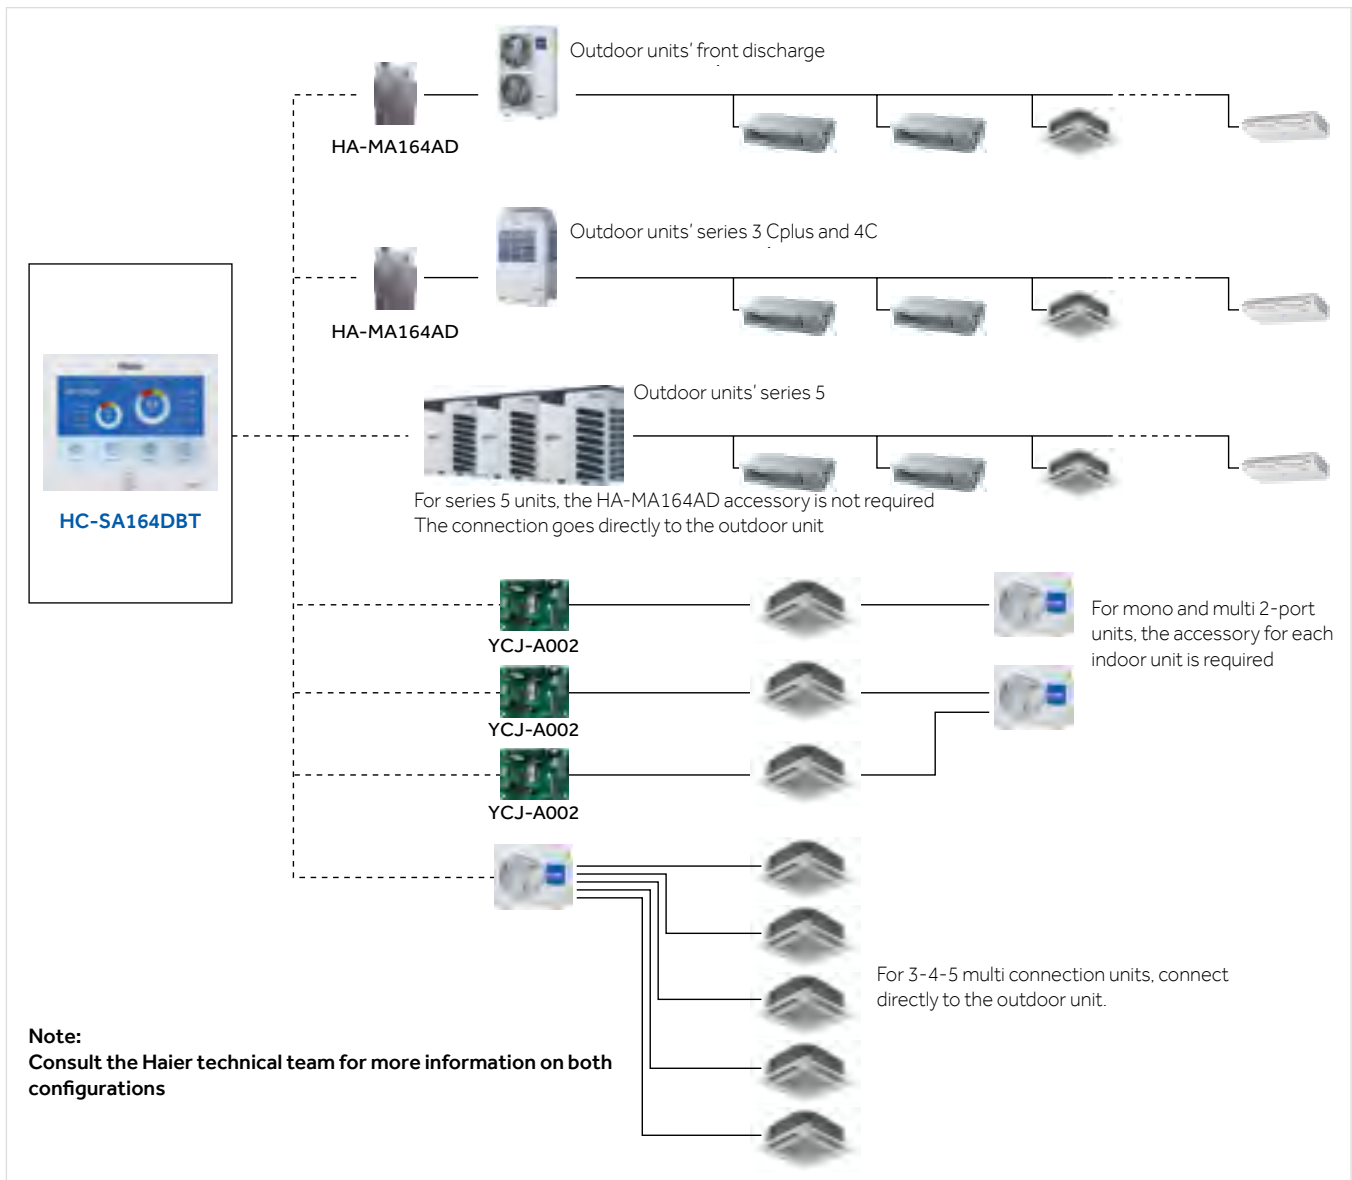 Outdoor units' front discharge
HA-MA164AD
Outdoor units' series 3 Cplus and 4C
HA-MA164AD
Outdoor units' series 5
HC-SA164DBT
For series 5 units, the HA-MA164AD accessory is not required
The connection goes directly to the outdoor unit
For mono and multi 2-port
units, the accessory for each
indoor unit is required
YCJ-A002
YCJ-A002
YCJ-A002
For 3-4-5 multi connection units, connect
directly to the outdoor unit.
Note:
Consult the Haier technical team for more information on both
configurations